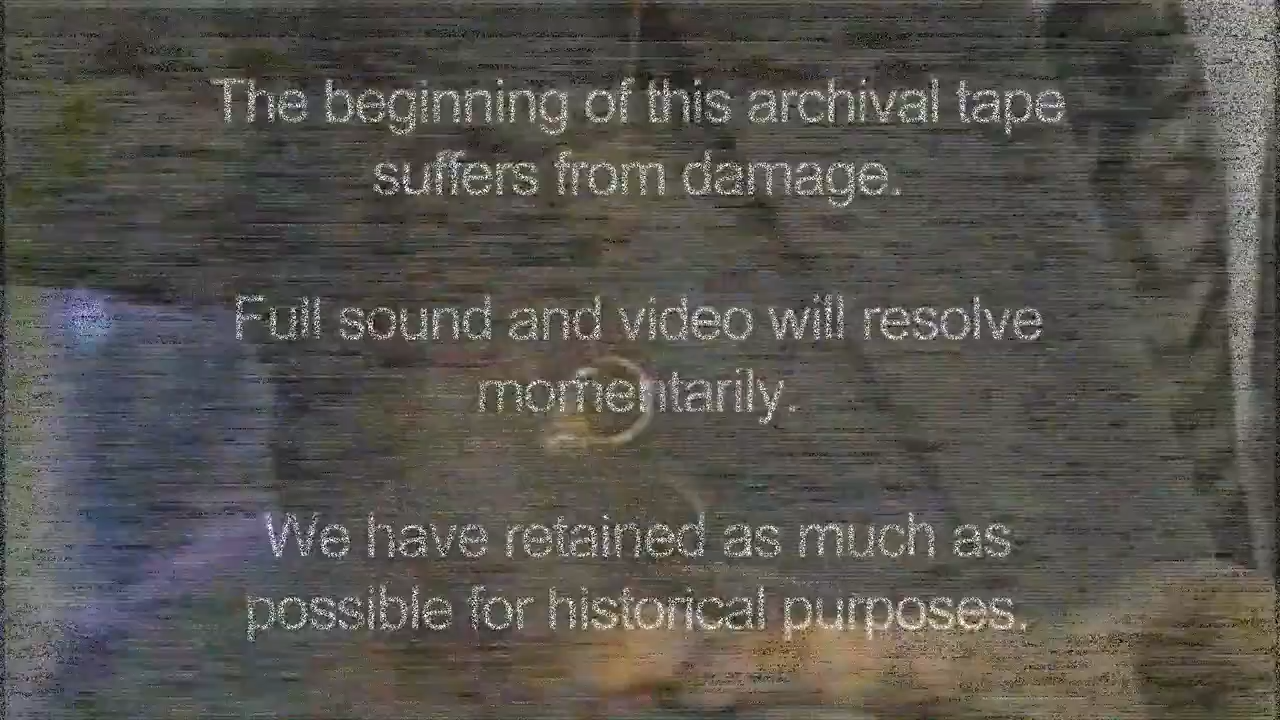 The beginning of this archival tape
suffers from damage.
Full sound and video will resolve
momentarily.
We have retained as much as
possible for historical purposes.